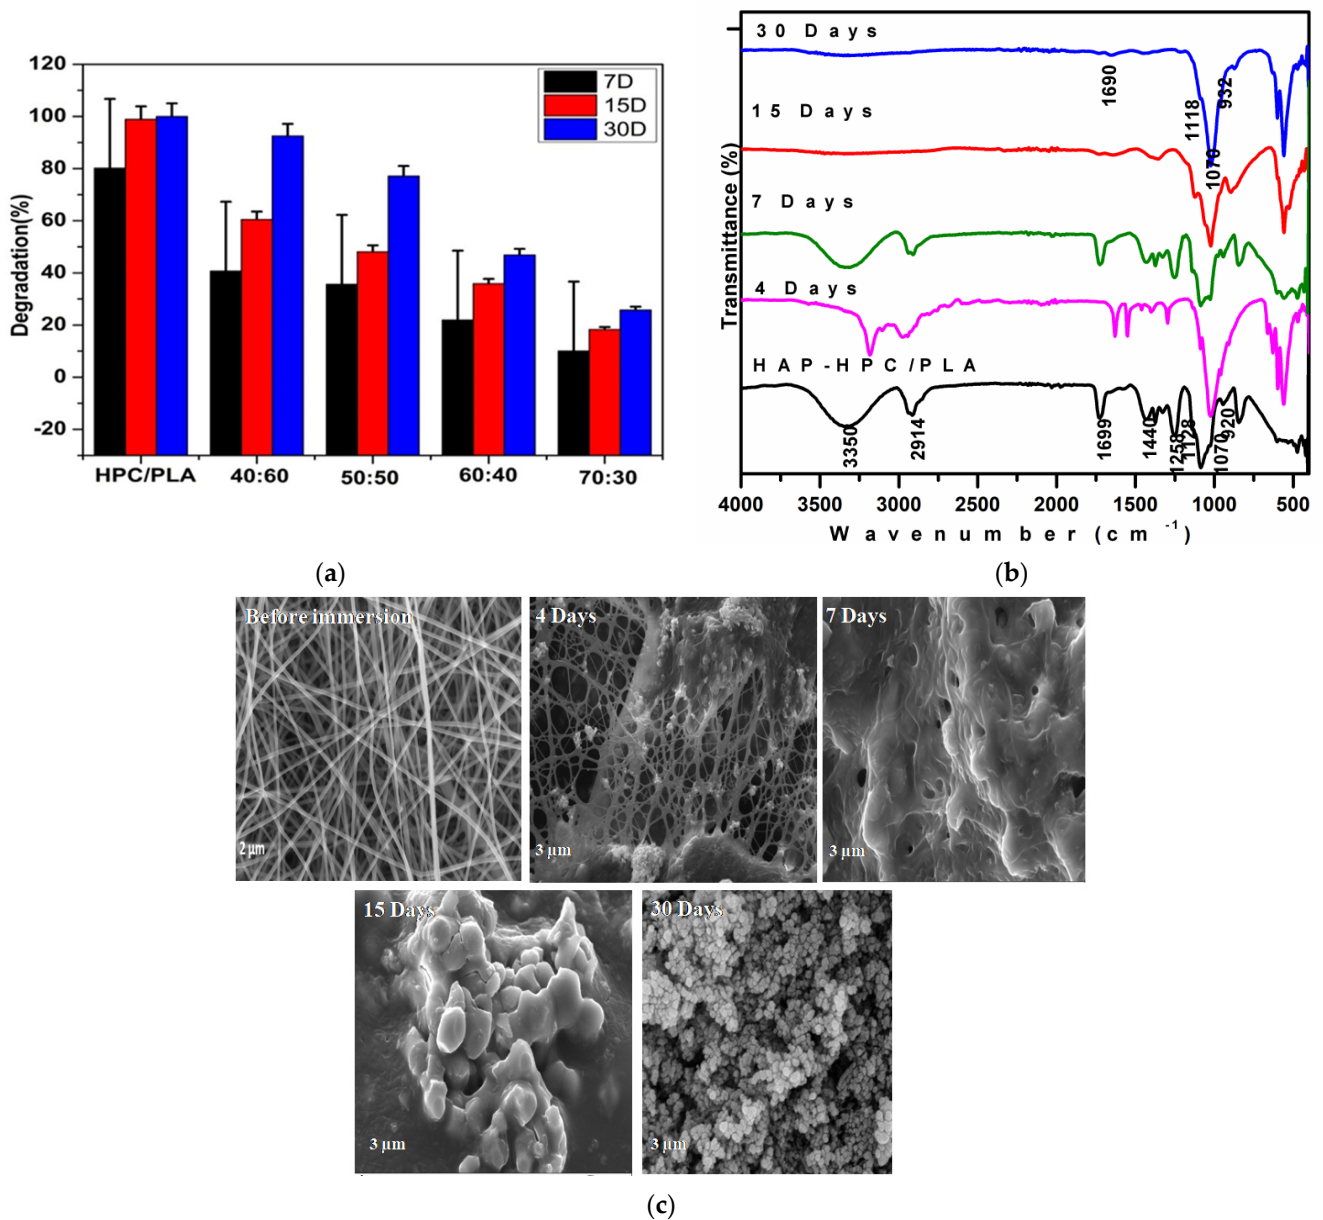 120
100
80
60
40
20
0
-20
Degradation(%)
7D
15D
30D
HPC/PLA
40:60
50:50
60:40
70:30
(a)
30 Days
15 Days
7 Days
4 Days
HAP-HPC/PLA
1690
1118
1070
932
3350
2914
1699
1440
1258
1128
1070
920
Transmittance (%)
4000
3500
3000
2500
2000
1500
1000
500
Wavenumber (cm⁻¹)
(b)
Before immersion
2 μm
4 Days
3 μm
7 Days
3 μm
15 Days
3 μm
30 Days
3 μm
(c)